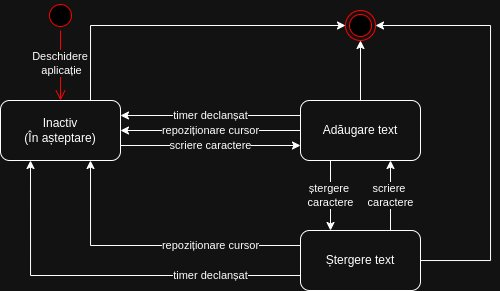 Deschidere
aplicație
Inactiv
(În așteptare)
timer declanșat
repoziționare cursor
scriere caractere
Adăugare text
ștergere
caractere
scriere
caractere
repoziționare cursor
timer declanșat
Ștergere text